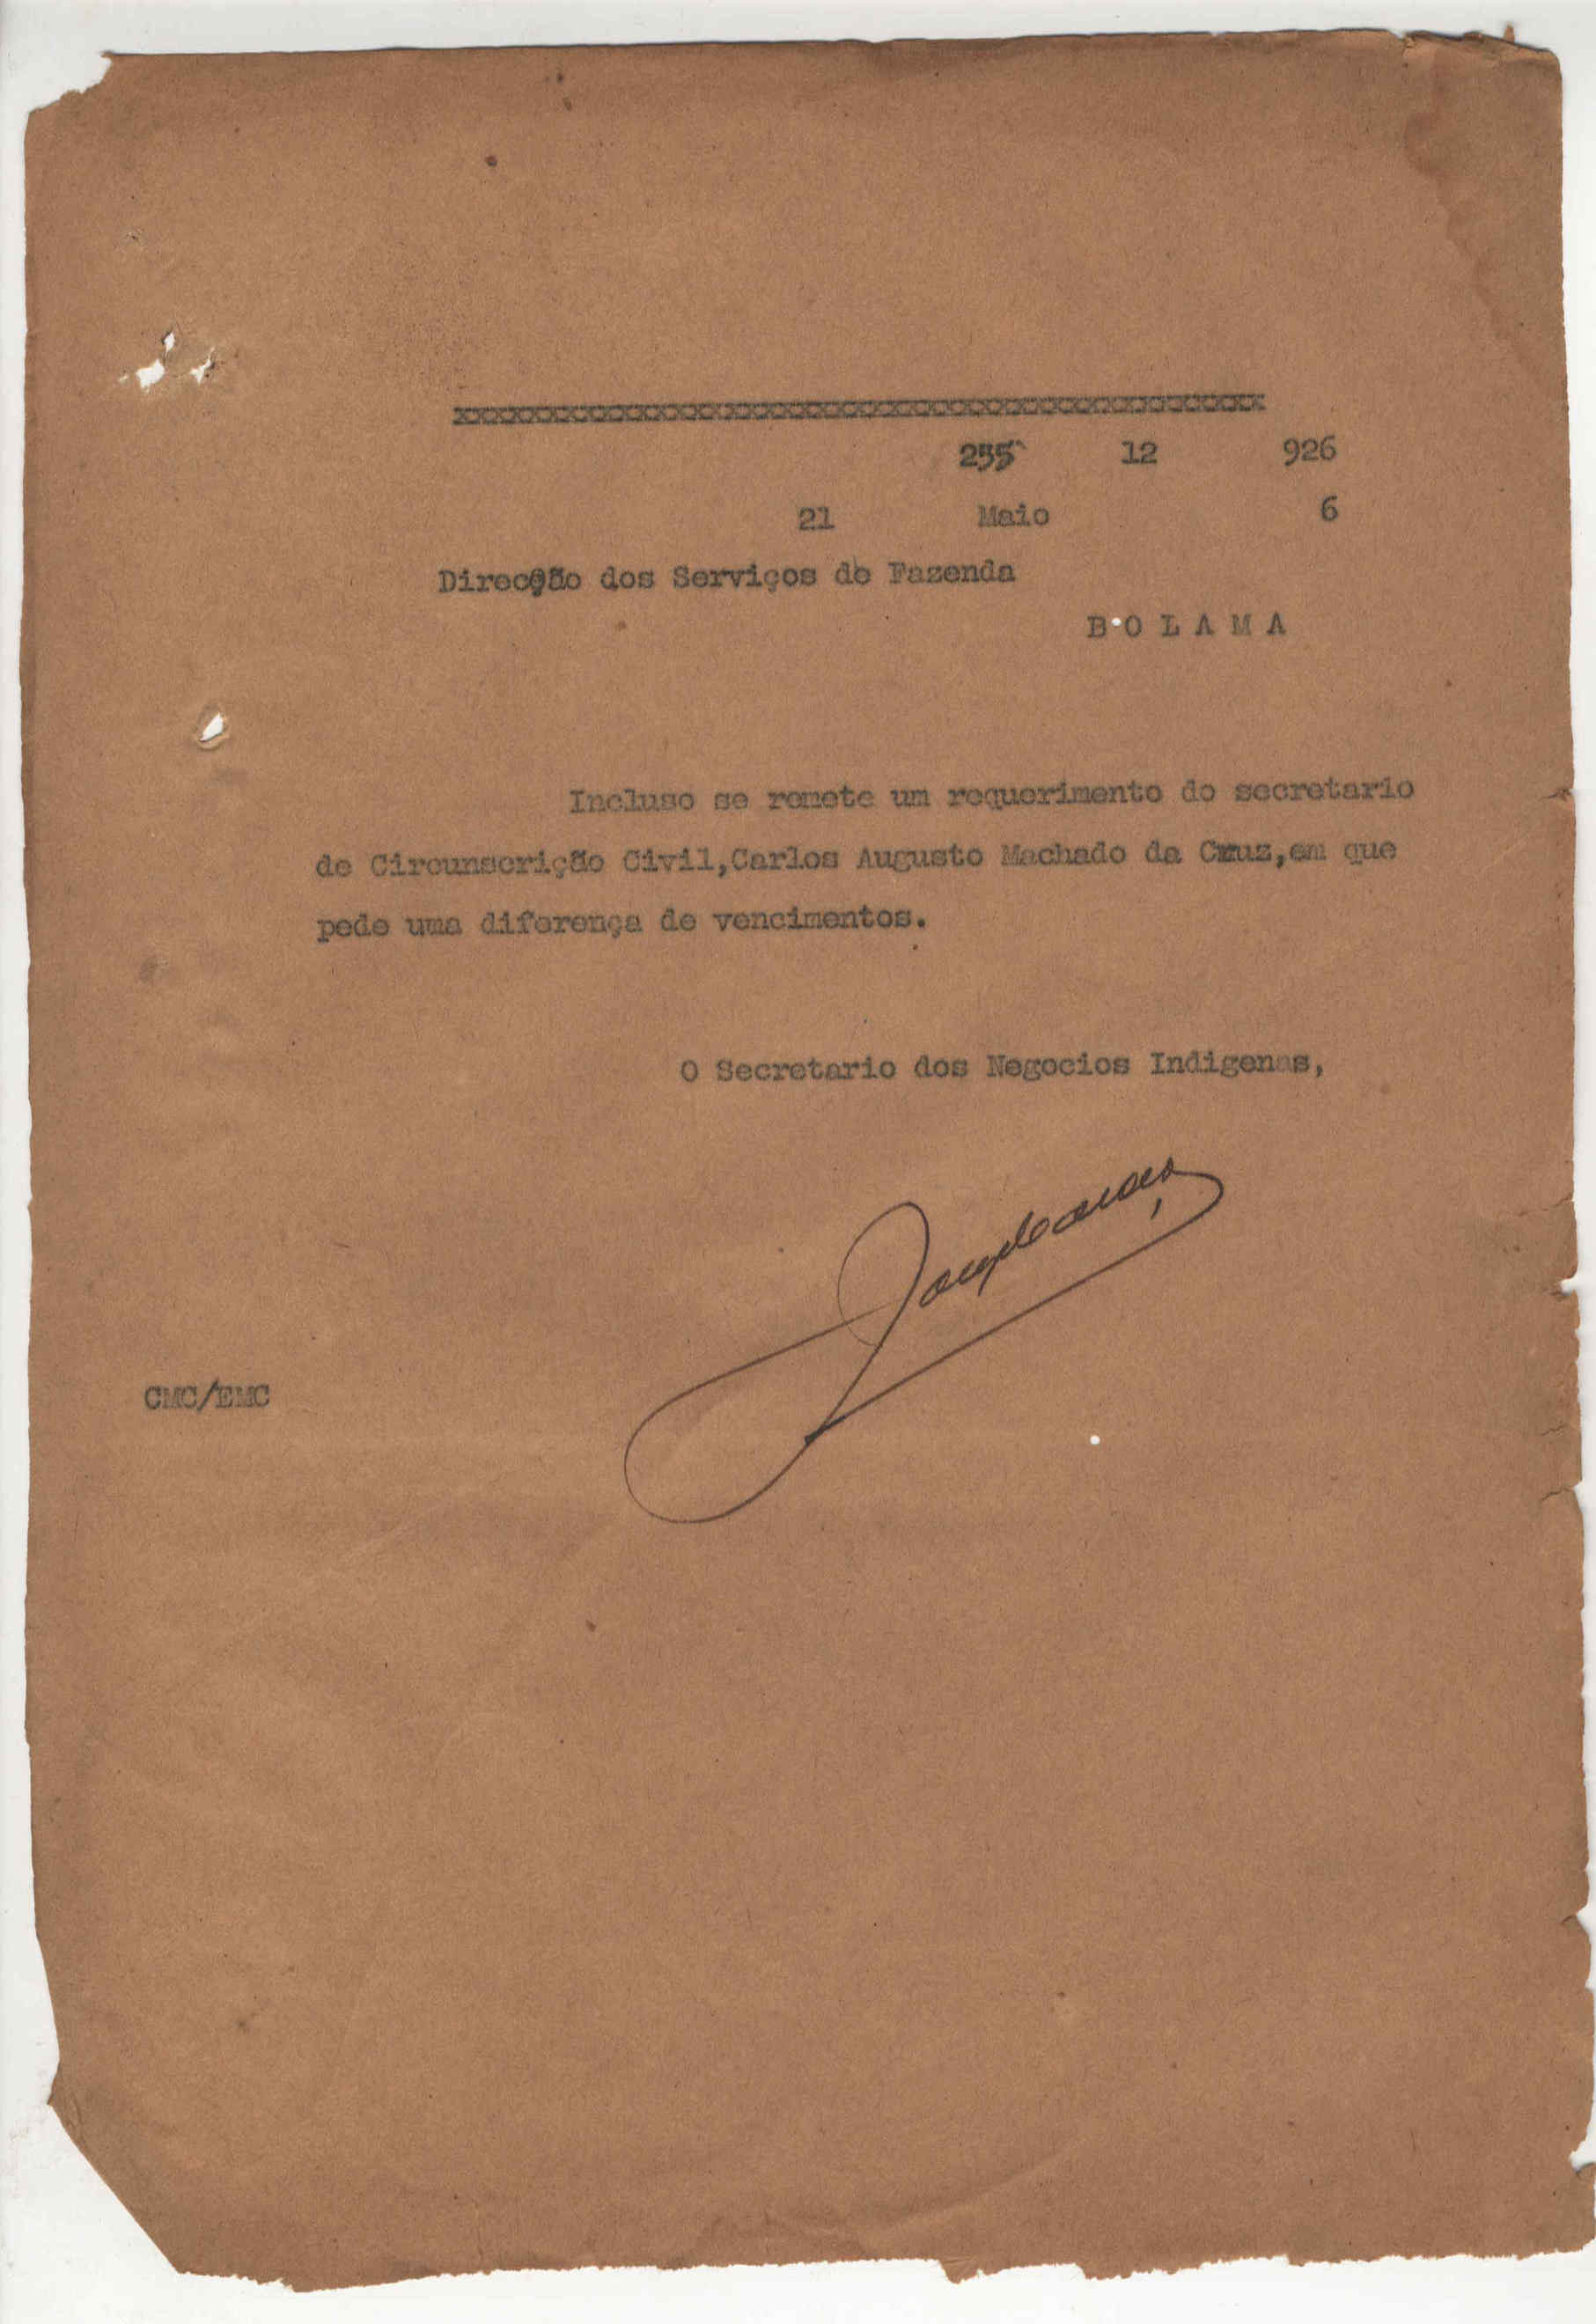 xxxxxxxxxxxxxxxxxxxxxxxxxxxxxxxxxxxxxxxxxxxxxxxxxx
255 12 926
21 Maio 6
Direcção dos Serviços de Fazenda
B O L A M A
Incluso se remete um requerimento do secretario
de Circunscrição Civil,Carlos Augusto Machado da Cruz,em que
pede uma diferença de vencimentos.
O Secretario dos Negocios Indigenas,
CMC/EMC